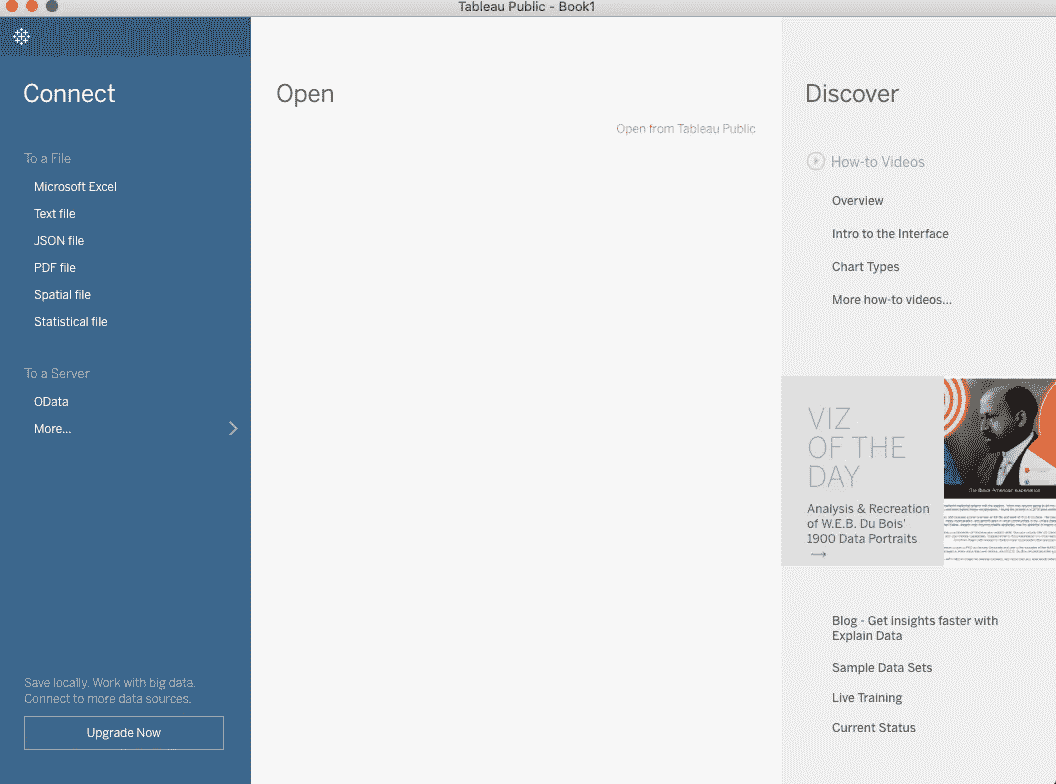 Tableau Public - Book1
Connect
To a File
Microsoft Excel
Text file
JSON file
PDF file
Spatial file
Statistical file
To a Server
OData
More...
Save locally. Work with big data.
Connect to more data sources.
Upgrade Now
Open
Open from Tableau Public
Discover
How-to Videos
Overview
Intro to the Interface
Chart Types
More how-to videos...
VIZ
OF THE
DAY
Analysis & Recreation
of W.E.B. Du Bois'
1900 Data Portraits
Blog - Get insights faster with
Explain Data
Sample Data Sets
Live Training
Current Status